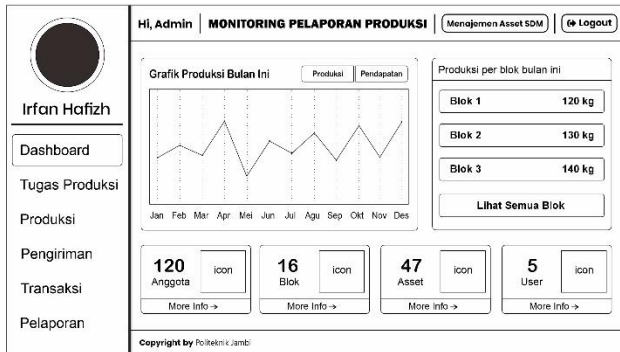 Hi, Admin
MONITORING PELAPORAN PRODUKSI
Menajemen Asset SDM
Logout
Irfan Hafizh
Dashboard
Tugas Produksi
Produksi
Pengiriman
Transaksi
Pelaporan
Grafik Produksi Bulan Ini
Produksi
Pendapatan
Jan Feb Mar Apr Mei Jun Jul Agu Sep Okt Nov Des
Produksi per blok bulan ini
Blok 1 120 kg
Blok 2 130 kg
Blok 3 140 kg
Lihat Semua Blok
120
Anggota
icon
More Info →
16
Blok
icon
More Info →
47
Asset
icon
More Info →
5
User
icon
More Info →
Copyright by Politeknik Jambi